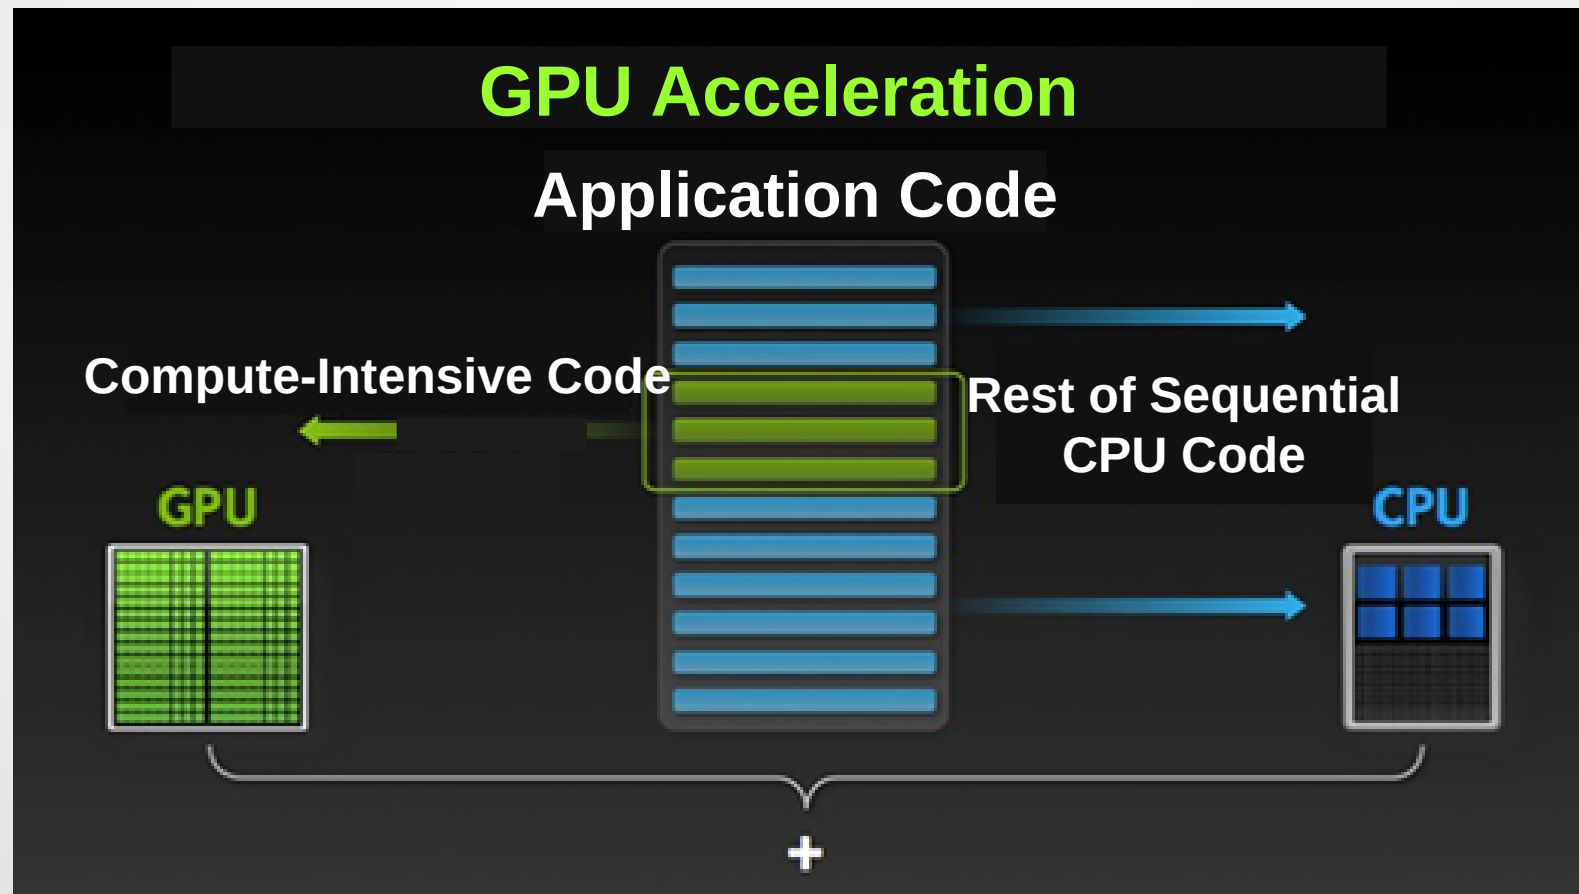 GPU Acceleration
Application Code
Compute-Intensive Code
Rest of Sequential
CPU Code
GPU
CPU
+